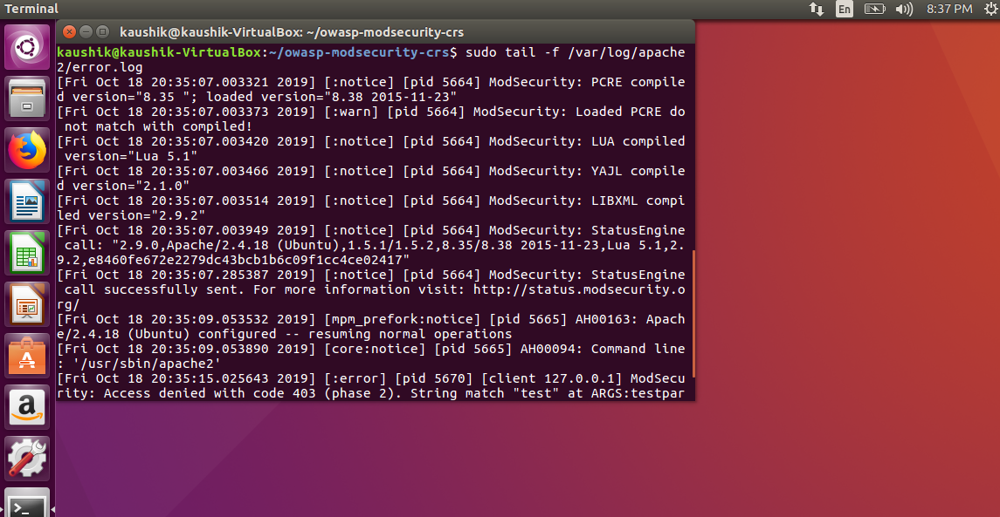 Terminal
En
8:37 PM
kaushik@kaushik-VirtualBox: ~/owasp-modsecurity-crs
kaushik@kaushik-VirtualBox:~/owasp-modsecurity-crs$ sudo tail -f /var/log/apache
2/error.log
[Fri Oct 18 20:35:07.003321 2019] [:notice] [pid 5664] ModSecurity: PCRE compile
d version="8.35 "; loaded version="8.38 2015-11-23"
[Fri Oct 18 20:35:07.003373 2019] [:warn] [pid 5664] ModSecurity: Loaded PCRE do
 not match with compiled!
[Fri Oct 18 20:35:07.003420 2019] [:notice] [pid 5664] ModSecurity: LUA compiled
 version="Lua 5.1"
[Fri Oct 18 20:35:07.003466 2019] [:notice] [pid 5664] ModSecurity: YAJL compile
d version="2.1.0"
[Fri Oct 18 20:35:07.003514 2019] [:notice] [pid 5664] ModSecurity: LIBXML compi
led version="2.9.2"
[Fri Oct 18 20:35:07.003949 2019] [:notice] [pid 5664] ModSecurity: StatusEngine
 call: "2.9.0,Apache/2.4.18 (Ubuntu),1.5.1/1.5.2,8.35/8.38 2015-11-23,Lua 5.1,2.
9.2,e8460fe672e2279dc43bcb1b6c09f1cc4ce02417"
[Fri Oct 18 20:35:07.285387 2019] [:notice] [pid 5664] ModSecurity: StatusEngine
 call successfully sent. For more information visit: http://status.modsecurity.o
rg/
[Fri Oct 18 20:35:09.053532 2019] [mpm_prefork:notice] [pid 5665] AH00163: Apach
e/2.4.18 (Ubuntu) configured -- resuming normal operations
[Fri Oct 18 20:35:09.053890 2019] [core:notice] [pid 5665] AH00094: Command line
: '/usr/sbin/apache2'
[Fri Oct 18 20:35:15.025643 2019] [:error] [pid 5670] [client 127.0.0.1] ModSecu
rity: Access denied with code 403 (phase 2). String match "test" at ARGS:testpar